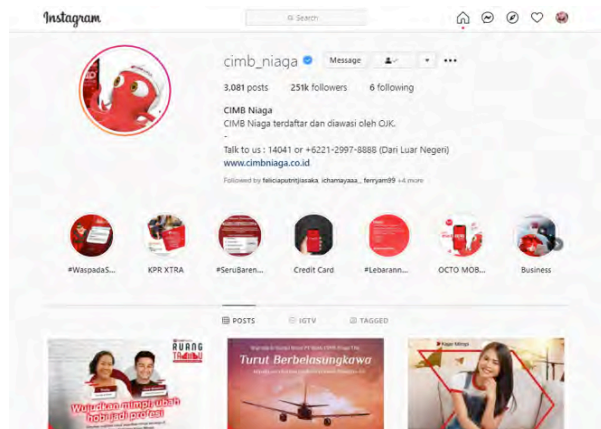 Instagram
Search
cimb_niaga Message
3.081 posts 251k followers 6 following
CIMB Niaga
CIMB Niaga terdaftar dan diawasi oleh OJK.
-
Talk to us : 14041 or +6221-2997-8888 (Dari Luar Negeri)
www.cimbniaga.co.id
Followed by feliciaputritjiasaka, ichamayaaa_, ferryam99 +4 more
#WaspadaS... KPR XTRA #SeruBaren... Credit Card #Lebarann... OCTO MOB... Business
POSTS IGTV TAGGED
RUANG
Wujudkan mimpi ubah
hobi jadi profesi
Turut Berbelasungkawa